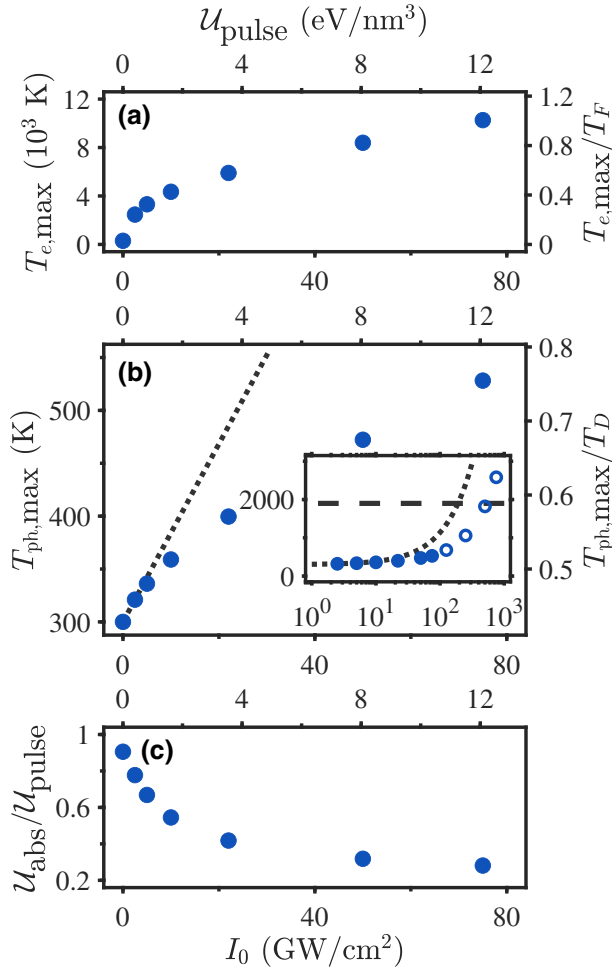 𝒰pulse (eV/nm³)
0 4 8 12
(a)
Te,max (10³ K)
12
8
4
0
1.2
0.8
0.4
0
Te,max/TF
0 40 80
0 4 8 12
(b)
Tph,max (K)
500
400
300
0.8
0.7
0.6
0.5
Tph,max/TD
2000
0
10⁰ 10¹ 10² 10³
0 40 80
0 4 8 12
(c)
𝒰abs/𝒰pulse
1
0.6
0.2
0 40 80
I₀ (GW/cm²)